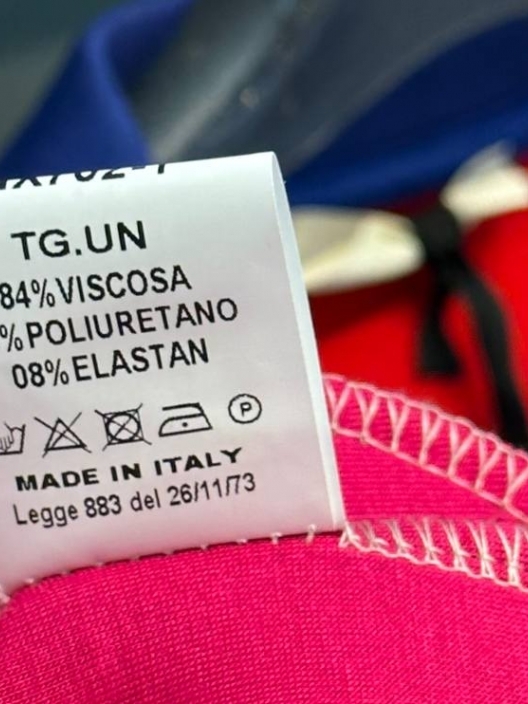 TG.UN
84%VISCOSA
%POLIURETANO
08%ELASTAN
P
MADE IN ITALY
Legge 883 del 26/11/73